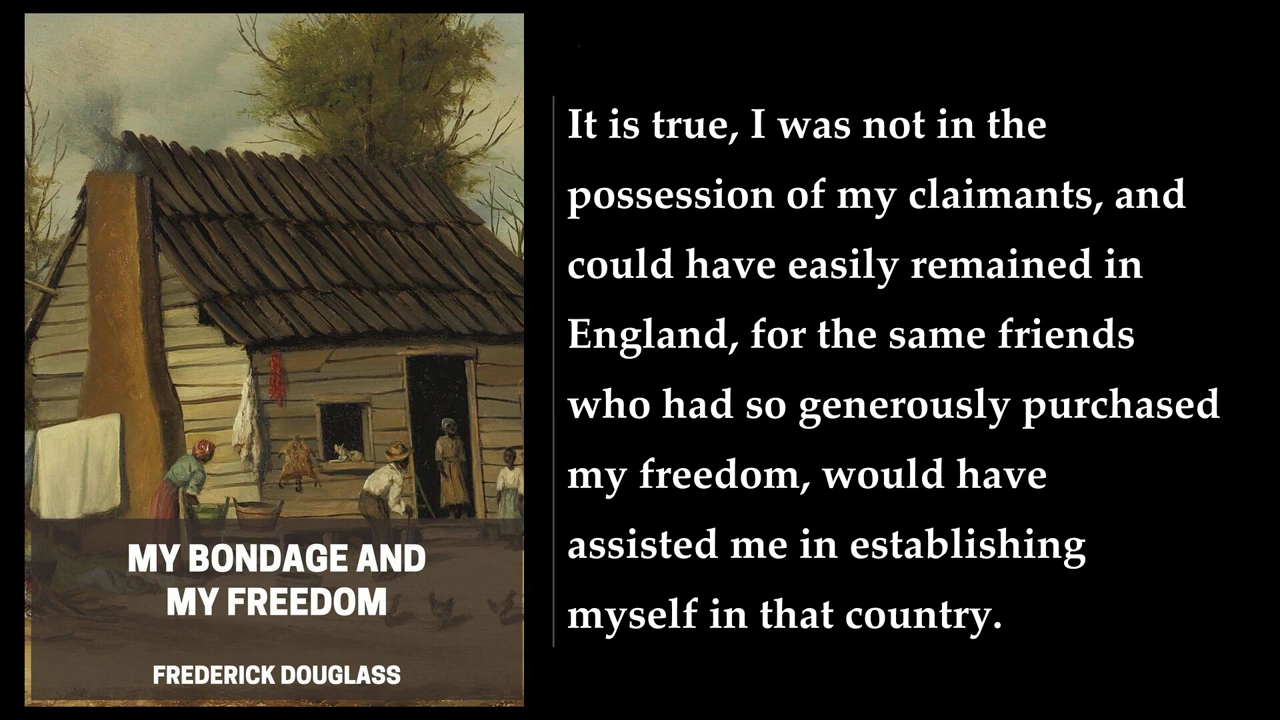 MY BONDAGE AND
MY FREEDOM
FREDERICK DOUGLASS
It is true, I was not in the
possession of my claimants, and
could have easily remained in
England, for the same friends
who had so generously purchased
my freedom, would have
assisted me in establishing
myself in that country.